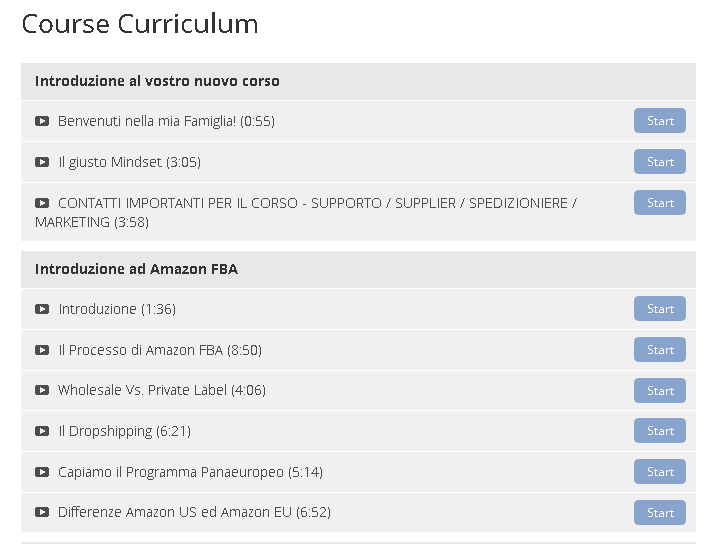 Course Curriculum
Introduzione al vostro nuovo corso
Benvenuti nella mia Famiglia! (0:55)
Start
Il giusto Mindset (3:05)
Start
CONTATTI IMPORTANTI PER IL CORSO - SUPPORTO / SUPPLIER / SPEDIZIONIERE /
MARKETING (3:58)
Start
Introduzione ad Amazon FBA
Introduzione (1:36)
Start
Il Processo di Amazon FBA (8:50)
Start
Wholesale Vs. Private Label (4:06)
Start
Il Dropshipping (6:21)
Start
Capiamo il Programma Panaeuropeo (5:14)
Start
Differenze Amazon US ed Amazon EU (6:52)
Start